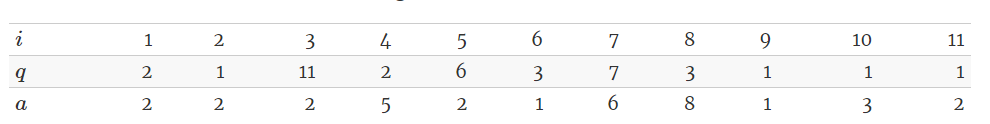 i 1 2 3 4 5 6 7 8 9 10 11
q 2 1 11 2 6 3 7 3 1 1 1
a 2 2 2 5 2 1 6 8 1 3 2